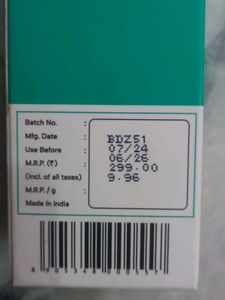 Batch No. : BDZ51
Mfg. Date : 07/24
Use Before : 06/26
M.R.P. (₹) : 299.00
(incl. of all taxes)
M.R.P. / g : 9.96
Made in India